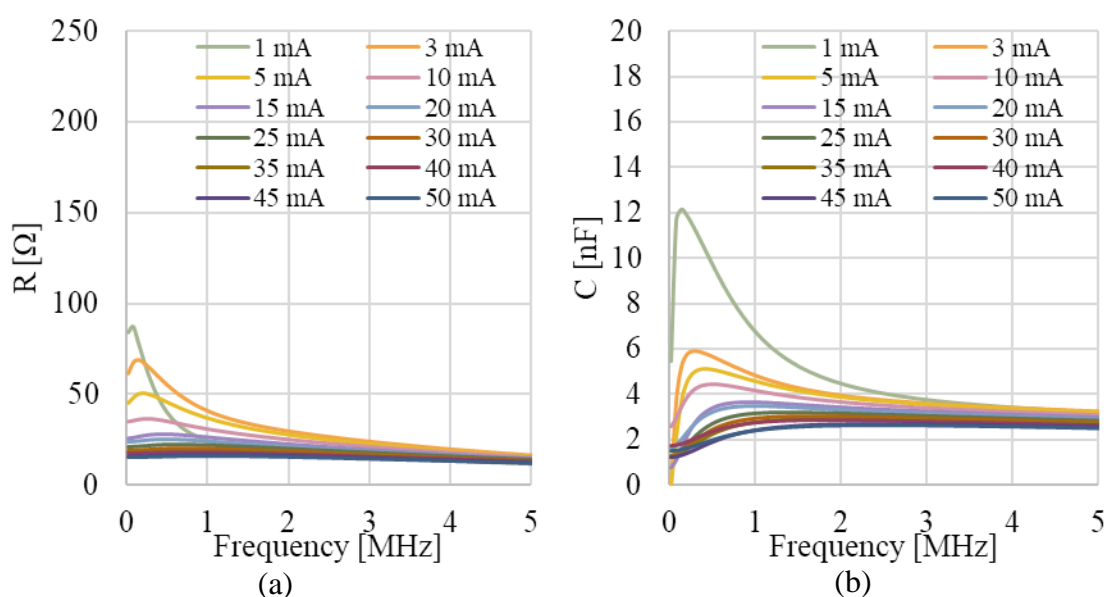 250
200
150
100
50
0
R [Ω]
1 mA 3 mA
5 mA 10 mA
15 mA 20 mA
25 mA 30 mA
35 mA 40 mA
45 mA 50 mA
0 1 2 3 4 5
Frequency [MHz]
(a)
20
18
16
14
12
10
8
6
4
2
0
C [nF]
1 mA 3 mA
5 mA 10 mA
15 mA 20 mA
25 mA 30 mA
35 mA 40 mA
45 mA 50 mA
0 1 2 3 4 5
Frequency [MHz]
(b)